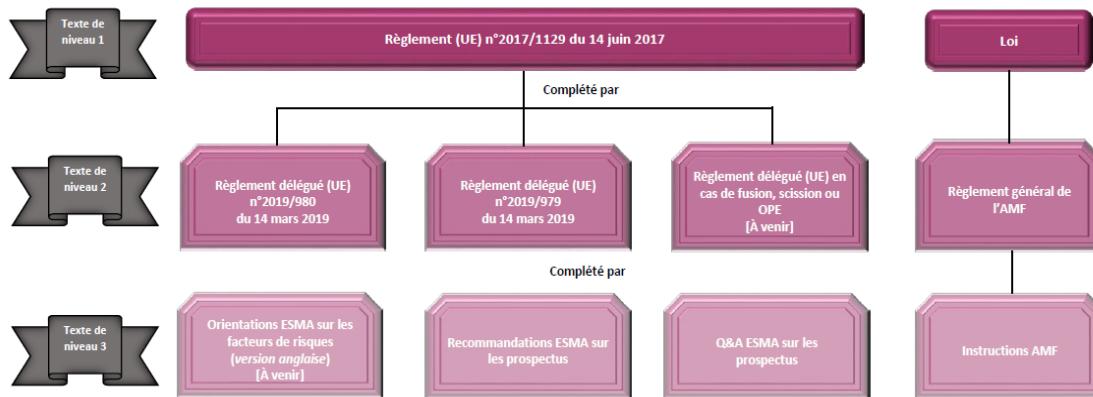 Texte de
niveau 1
Règlement (UE) n°2017/1129 du 14 juin 2017
Loi
Complété par
Texte de
niveau 2
Règlement délégué (UE)
n°2019/980
du 14 mars 2019
Règlement délégué (UE)
n°2019/979
du 14 mars 2019
Règlement délégué (UE) en
cas de fusion, scission ou
OPE
[À venir]
Règlement général de
l'AMF
Complété par
Texte de
niveau 3
Orientations ESMA sur les
facteurs de risques
(version anglaise)
[À venir]
Recommandations ESMA sur
les prospectus
Q&A ESMA sur les
prospectus
Instructions AMF